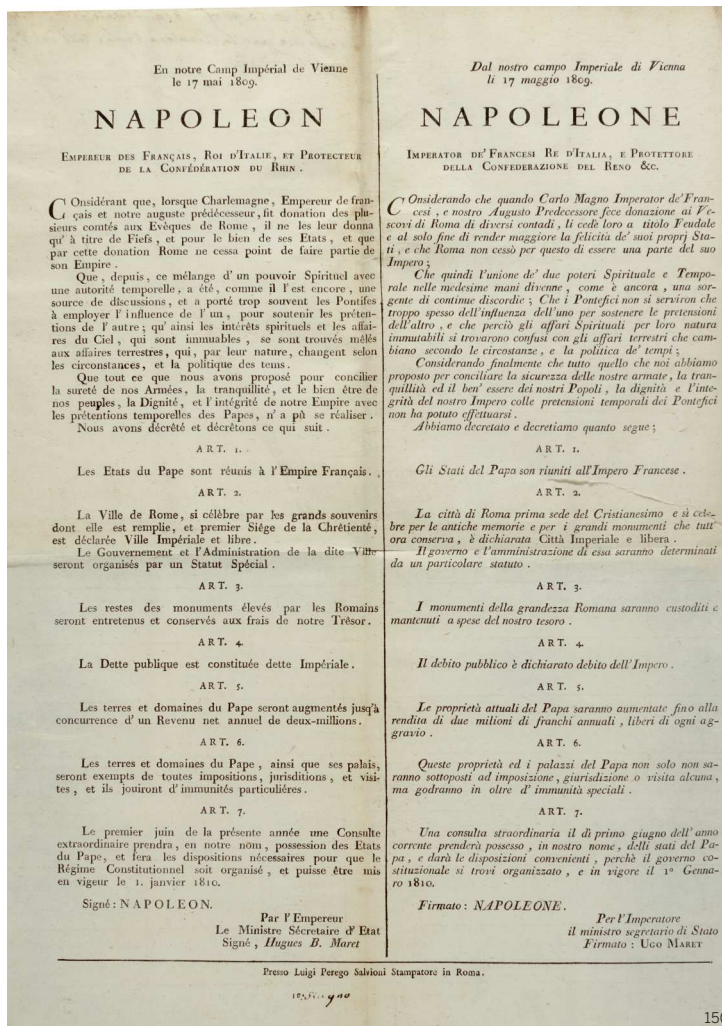 En notre Camp Impérial de Vienne
le 17 mai 1809.
NAPOLEON
EMPEREUR DES FRANÇAIS, ROI D'ITALIE, ET PROTECTEUR
DE LA CONFÉDÉRATION DU RHIN.
COnsidérant que, lorsque Charlemagne, Empereur de fran-
çais et notre auguste prédécesseur, fit donation des plu-
sieurs comtés aux Evèques de Rome, il ne les leur donna
qu' à titre de Fiefs, et pour le bien de ses Etats, et que
par cette donation Rome ne cessa point de faire partie de
son Empire.
Que, depuis, ce mélange d' un pouvoir Spirituel avec
une autorité temporelle, a été, comme il l'est encore, une
source de discussions, et a porté trop souvent les Pontifes
à employer l' influence de l' un, pour soutenir les préten-
tions de l' autre; qu' ainsi les intérêts spirituels et les affai-
res du Ciel, qui sont immuables, se sont trouvés mêlés
aux affaires terrestres, qui, par leur nature, changent selon
les circonstances, et la politique des tems.
Que tout ce que nous avons proposé pour concilier
la sureté de nos Armées, la tranquilité, et le bien être de
nos peuples, la Dignité, et l'intégrité de notre Empire avec
les prétentions temporelles des Papes, n' a pû se réaliser.
Nous avons décrété et décrétons ce qui suit.
ART. 1.
Les Etats du Pape sont réunis à l'Empire Français.
ART. 2.
La Ville de Rome, si célèbre par les grands souvenirs
dont elle est remplie, et premier Siége de la Chrétienté,
est déclarée Ville Impériale et libre.
Le Gouvernement et l'Administration de la dite Ville
seront organisés par un Statut Spécial.
ART. 3.
Les restes des monuments élevés par les Romains
seront entretenus et conservés aux frais de notre Trêsor.
ART. 4.
La Dette publique est constituée dette Impériale.
ART. 5.
Les terres et domaines du Pape seront augmentés jusq'à
concurrence d' un Revenu net annuel de deux-millions.
ART. 6.
Les terres et domaines du Pape, ainsi que ses palais,
seront exempts de toutes impositions, jurisditions, et visi-
tes, et ils jouiront d'immunités particuliéres.
ART. 7.
Le premier juin de la présente année une Consulte
extraordinaire prendra, en notre nom, possession des Etats
du Pape, et fera les dispositions nécessaires pour que le
Régime Constitutionnel soit organisé, et puisse être mis
en vigeur le 1. janvier 1810.
Signé: NAPOLEON.
Par l'Empereur
Le Ministre Sécretaire d' Etat
Signé, Hugues B. Maret
Dal nostro campo Imperiale di Vienna
li 17 maggio 1809.
NAPOLEONE
IMPERATOR DE' FRANCESI RE D'ITALIA, E PROTETTORE
DELLA CONFEDERAZIONE DEL RENO &c.
COnsiderando che quando Carlo Magno Imperator de'Fran-
cesi, e nostro Augusto Predecessore fece donazione ai Ve-
scovi di Roma di diversi contadi, li cedè loro a titolo Feudale
e al solo fine di render maggiore la felicità de' suoi proprj Sta-
ti, e che Roma non cessò per questo di essere una parte del suo
Impero;
Che quindi l'unione de' due poteri Spirituale e Tempo-
rale nelle medesime mani divenne, come è ancora, una sor-
gente di continue discordie; Che i Pontefici non si serviron che
troppo spesso dell'influenza dell'uno per sostenere le pretensioni
dell'altro, e che perciò gli affari Spirituali per loro natura
immutabili si trovarono confusi con gli affari terrestri che cam-
biano secondo le circostanze, e la politica de' tempi;
Considerando finalmente che tutto quello che noi abbiamo
proposto per conciliare la sicurezza delle nostre armate, la tran-
quillità ed il ben' essere dei nostri Popoli, la dignità e l'inte-
grità del nostro Impero colle pretensioni temporali dei Pontefici
non ha potuto effettuarsi.
Abbiamo decretato e decretiamo quanto segue;
ART. 1.
Gli Stati del Papa son riuniti all'Impero Francese.
ART. 2.
La città di Roma prima sede del Cristianesimo e sì cele-
bre per le antiche memorie e per i grandi monumenti che tutt'
ora conserva, è dichiarata Città Imperiale e libera.
Il governo e l'amministrazione di essa saranno determinati
da un particolare statuto.
ART. 3.
I monumenti della grandezza Romana saranno custoditi e
mantenuti a spese del nostro tesoro.
ART. 4.
Il debito pubblico è dichiarato debito dell'Impero.
ART. 5.
Le proprietà attuali del Papa saranno aumentate fino alla
rendita di due milioni di franchi annuali, liberi di ogni ag-
gravio.
ART. 6.
Queste proprietà ed i palazzi del Papa non solo non sa-
ranno sottoposti ad imposizione, giurisdizione o visita alcuna,
ma godranno in oltre d' immunità speciali.
ART. 7.
Una consulta straordinaria il dì primo giugno dell' anno
corrente prenderà possesso, in nostro nome, delli stati del Pa-
pa, e darà le disposizioni convenienti, perchè il governo co-
stituzionale si trovi organizzato, e in vigore il 1º Genna-
ro 1810.
Firmato: NAPOLEONE.
Per l'Imperatore
il ministro segretario di Stato
Firmato: UGO MARET
Presso Luigi Perego Salvioni Stampatore in Roma.
150